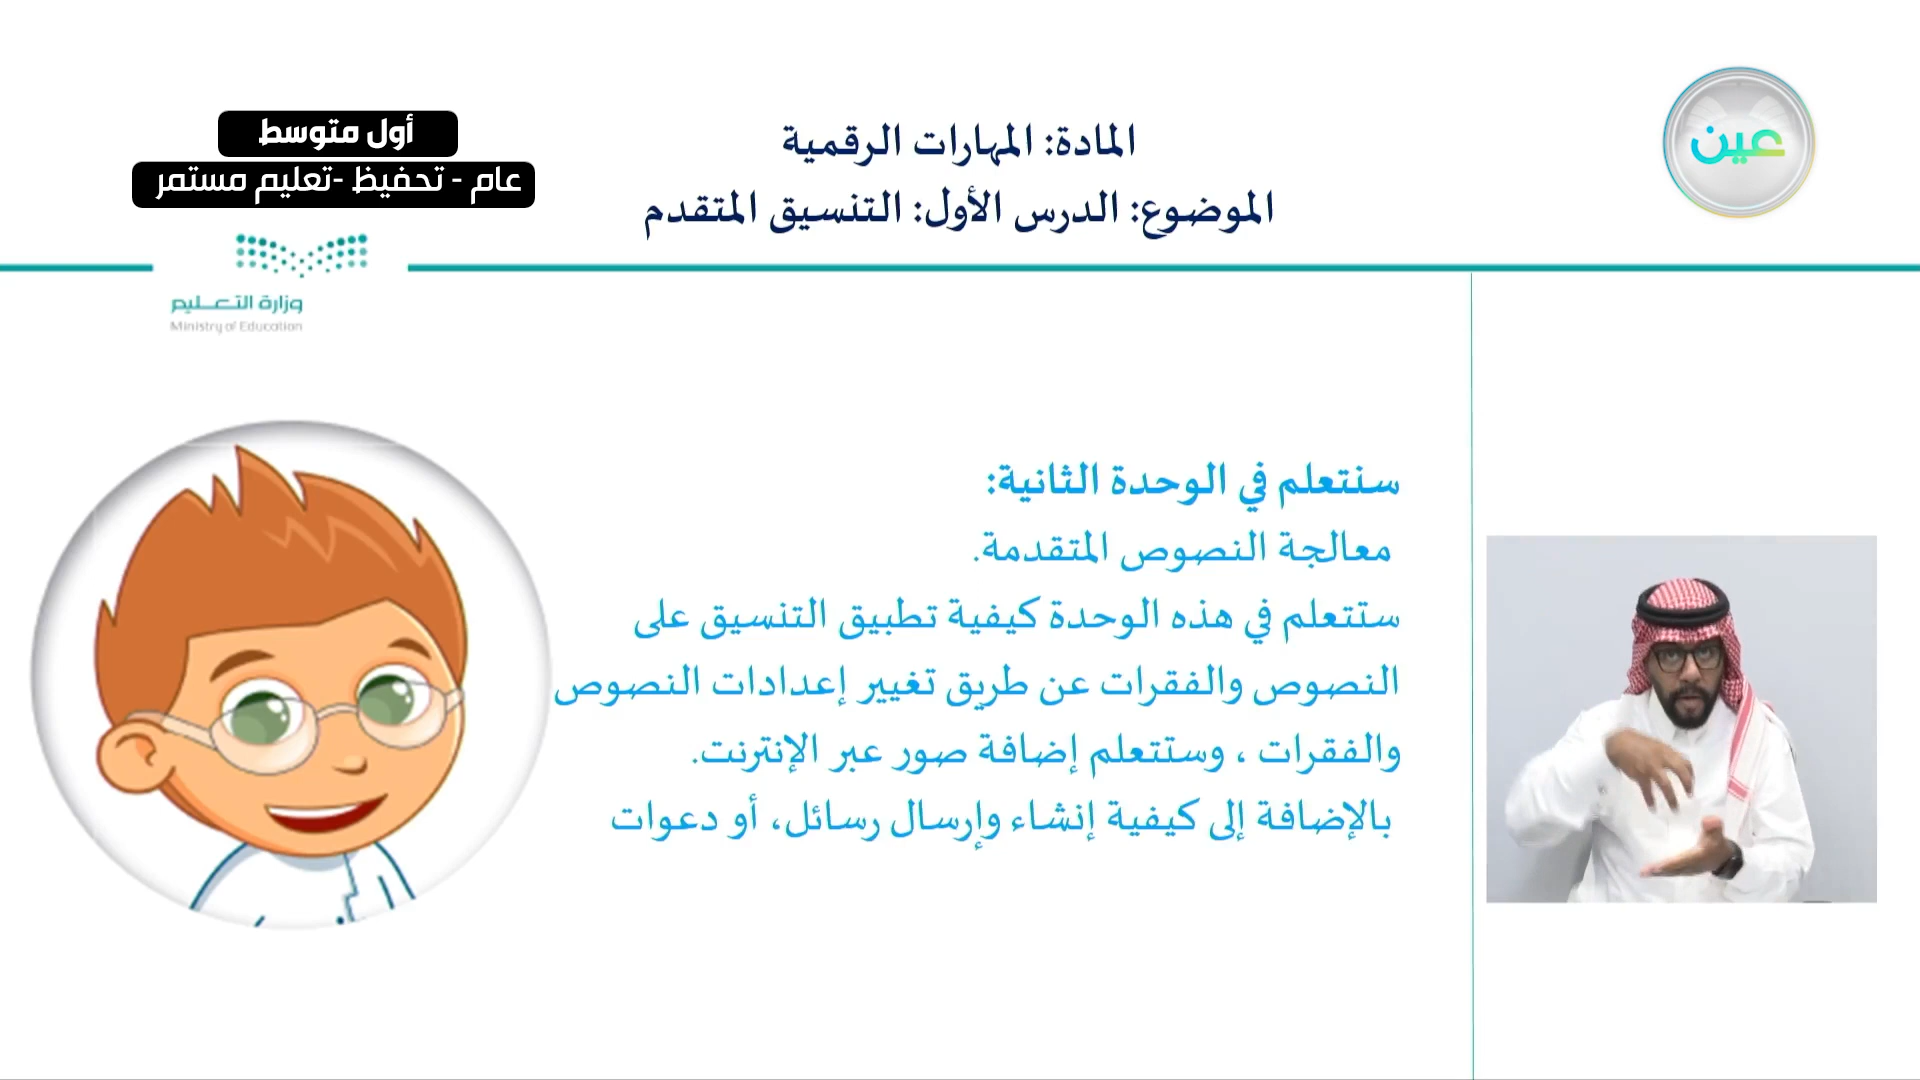 أول متوسط
عام - تحفيظ -تعليم مستمر
المادة: المهارات الرقمية
الموضوع: الدرس الأول: التنسيق المتقدم
عين
وزارة التعـــليم
Ministry of Education
سنتعلم في الوحدة الثانية:
معالجة النصوص المتقدمة.
ستتعلم في هذه الوحدة كيفية تطبيق التنسيق على
النصوص والفقرات عن طريق تغيير إعدادات النصوص
والفقرات ، وستتعلم إضافة صور عبر الإنترنت.
بالإضافة إلى كيفية إنشاء وإرسال رسائل، أو دعوات